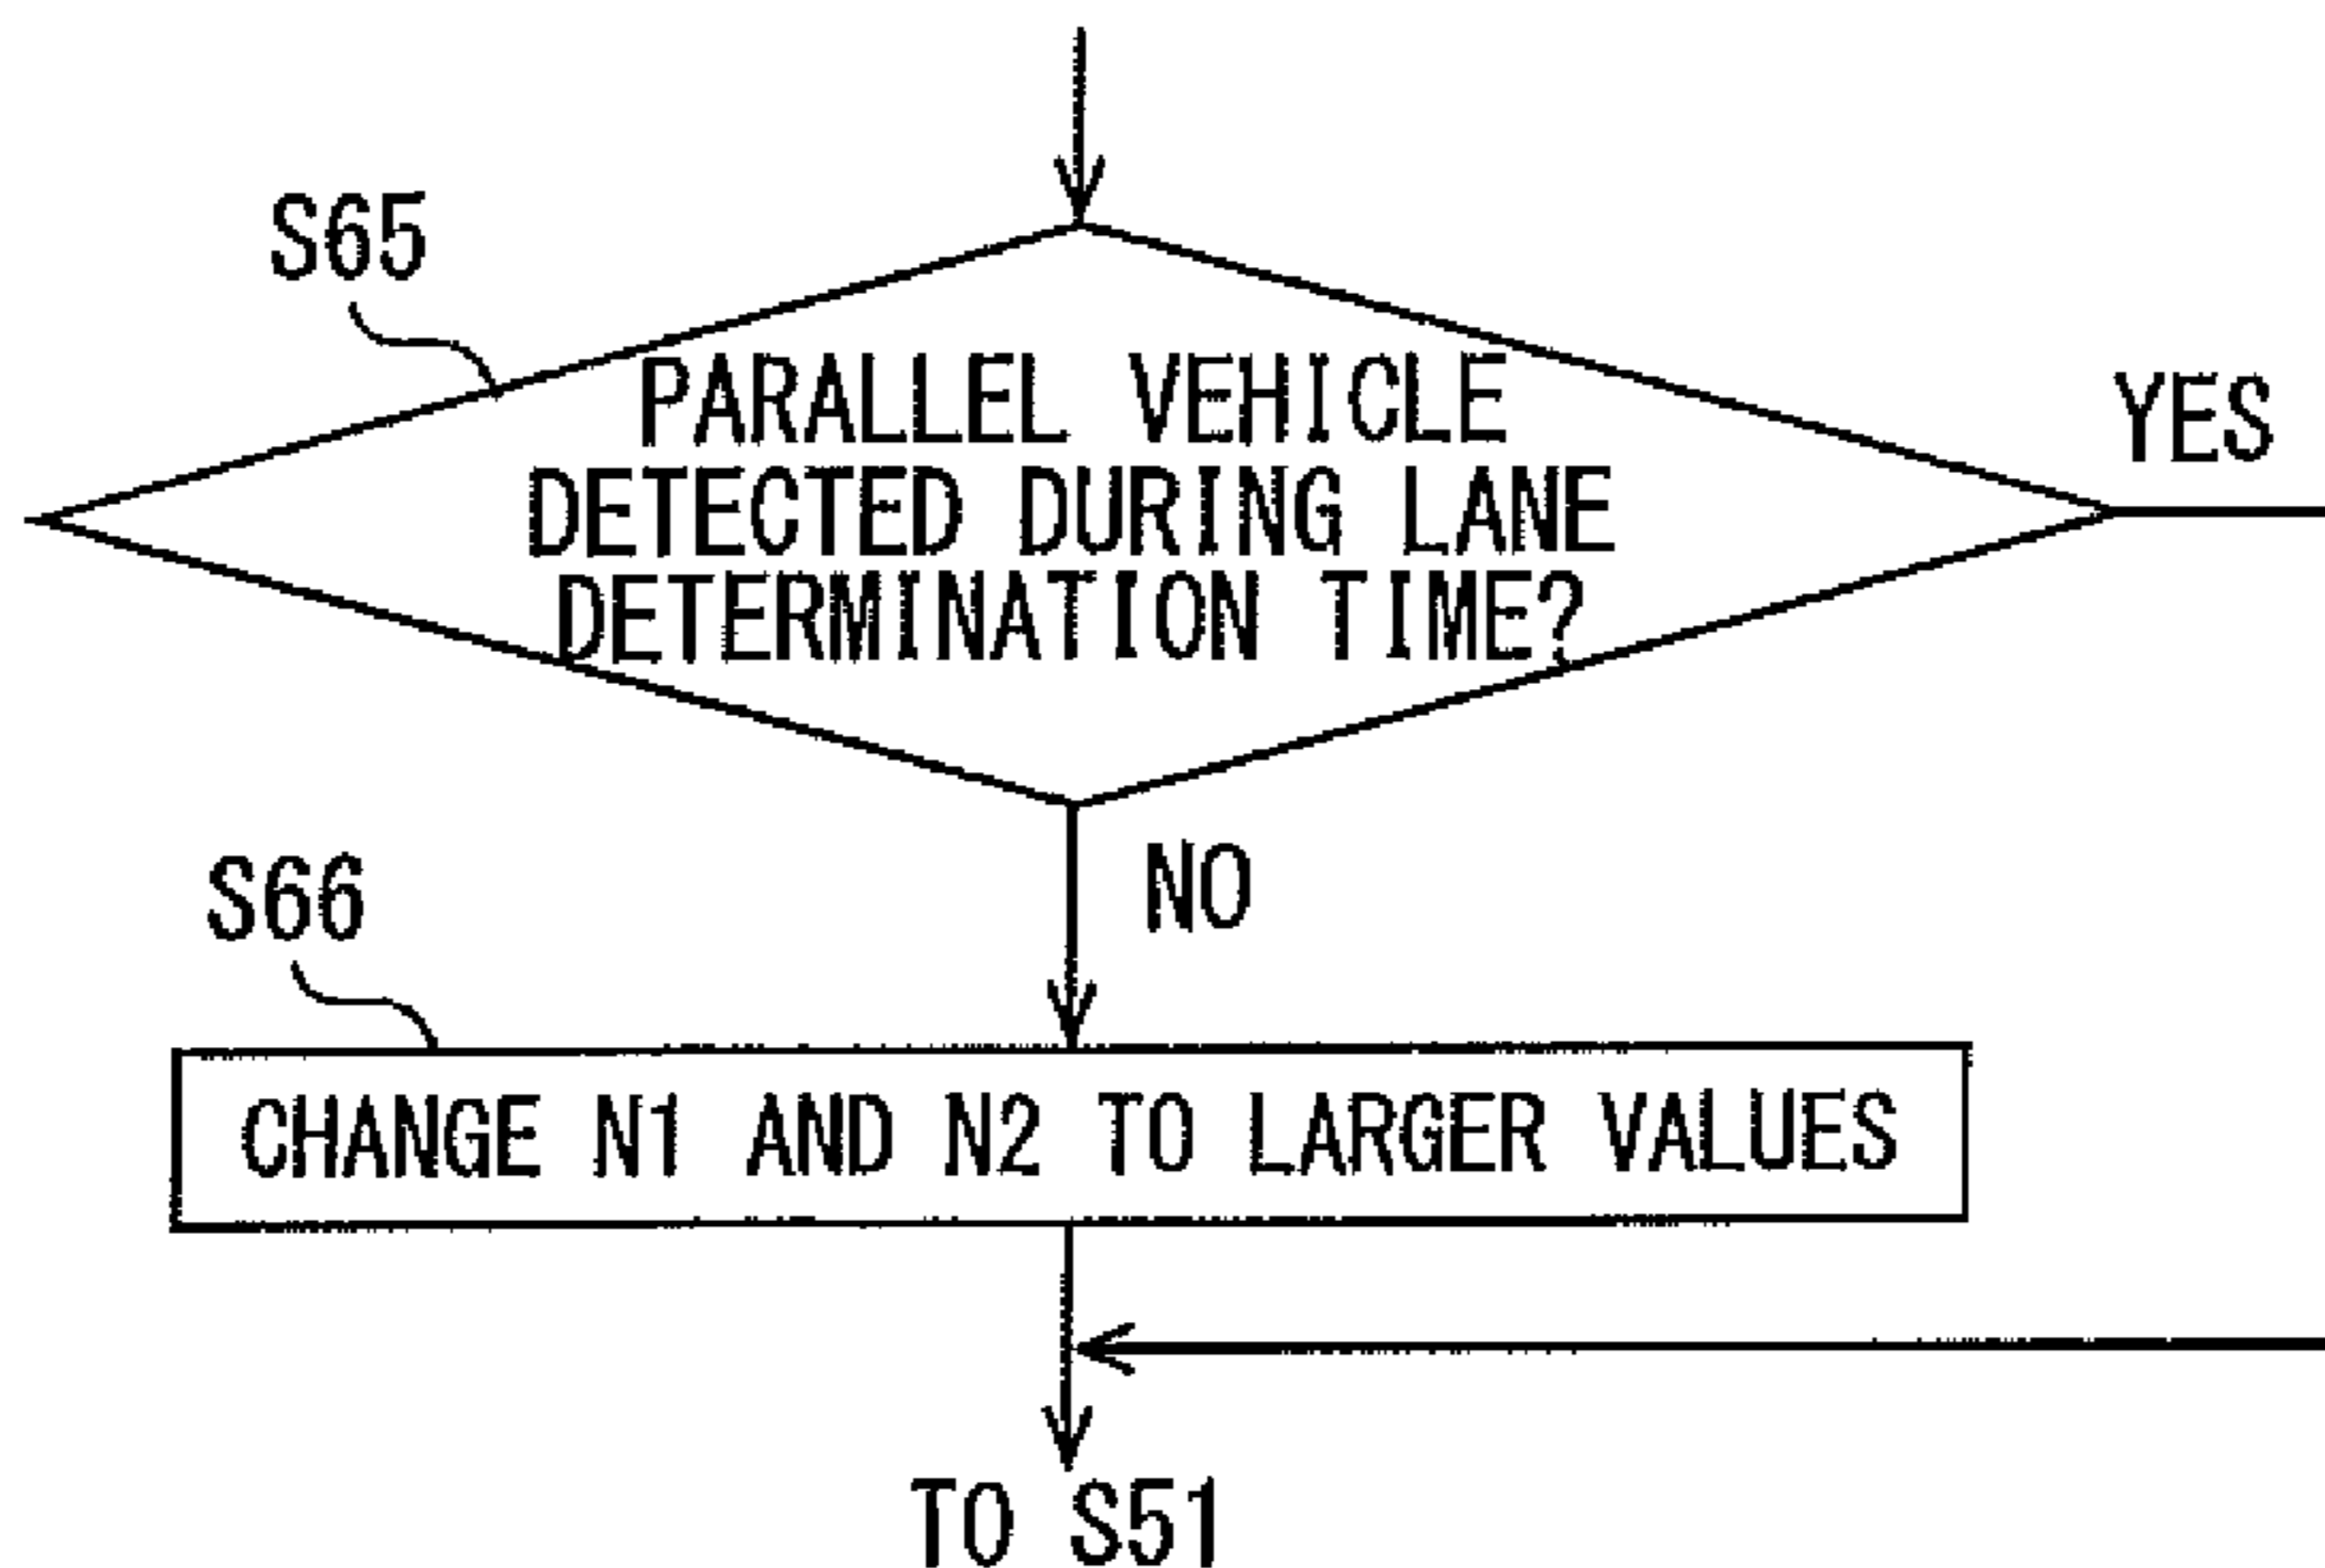 S65
PARALLEL VEHICLE
DETECTED DURING LANE
DETERMINATION TIME?
YES
NO
S66
CHANGE N1 AND N2 TO LARGER VALUES
TO S51